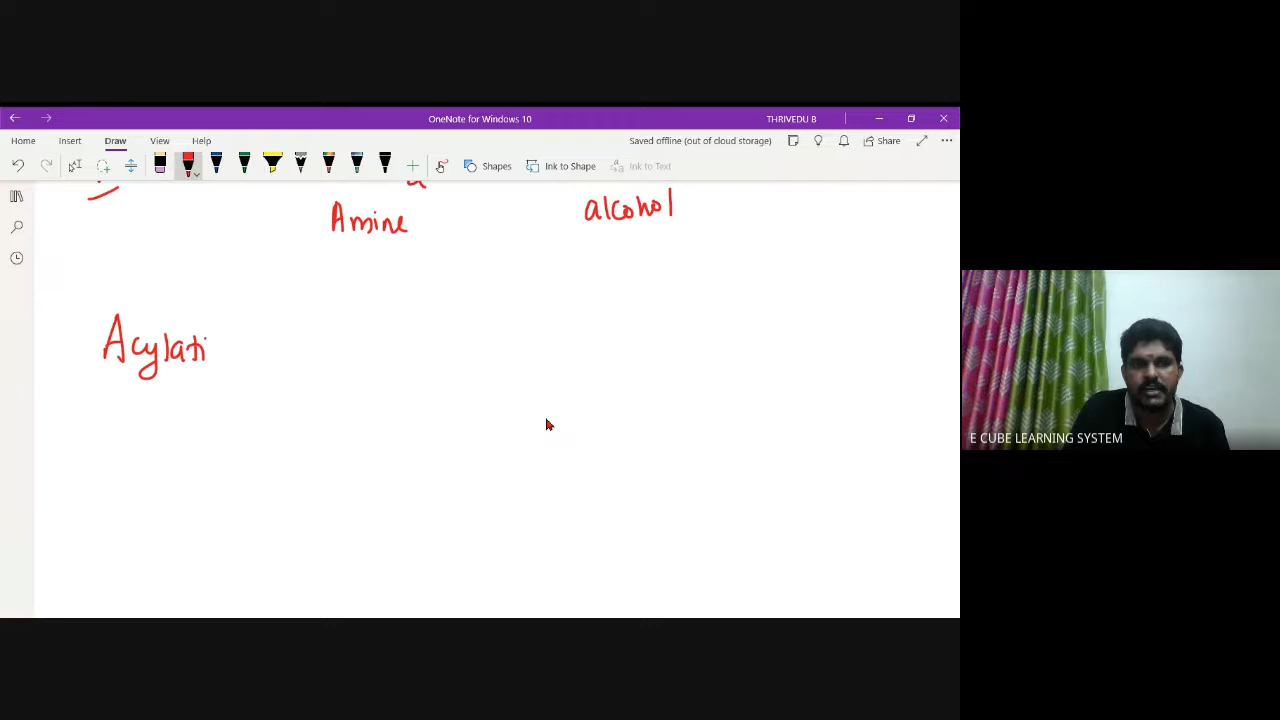 OneNote for Windows 10
THRIVEDU B
Home Insert Draw View Help
Saved offline (out of cloud storage)
Share
Shapes
Ink to Shape
Ink to Text
Amine
alcohol
Acylati
E CUBE LEARNING SYSTEM